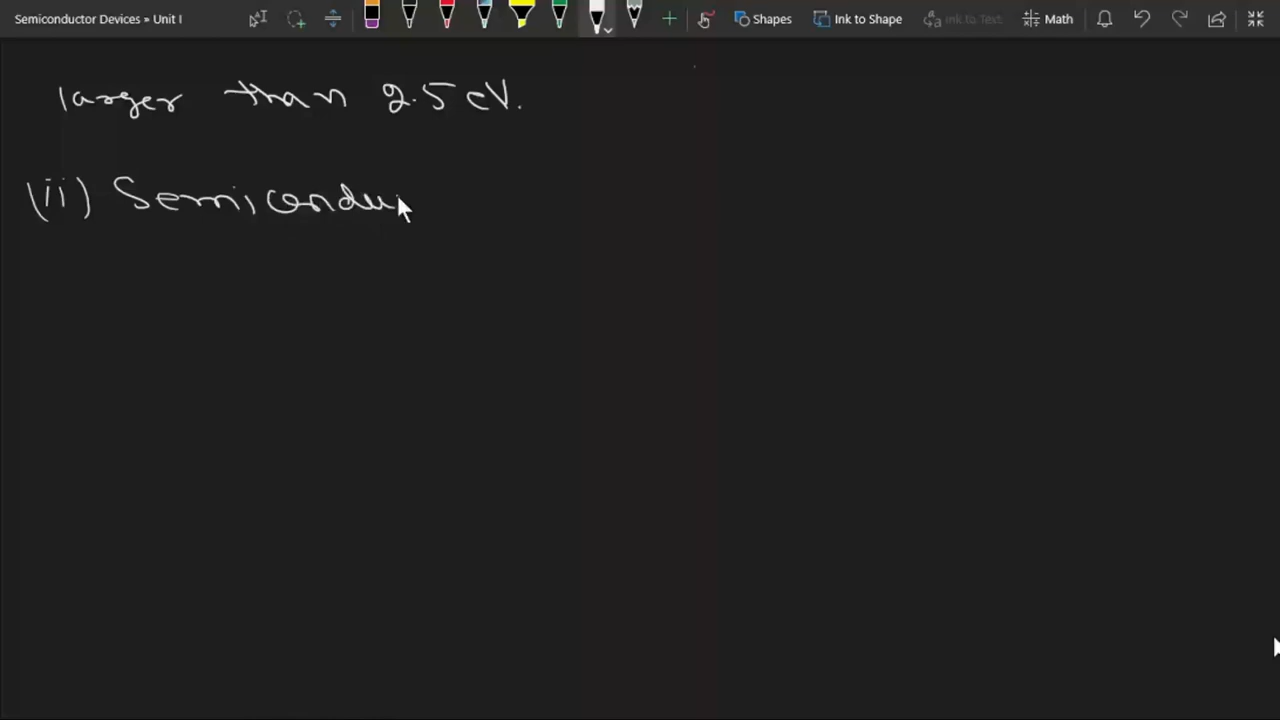 Semiconductor Devices » Unit I
Shapes
Ink to Shape
Ink to Text
Math
larger than 2.5 eV.
(ii) Semicondu